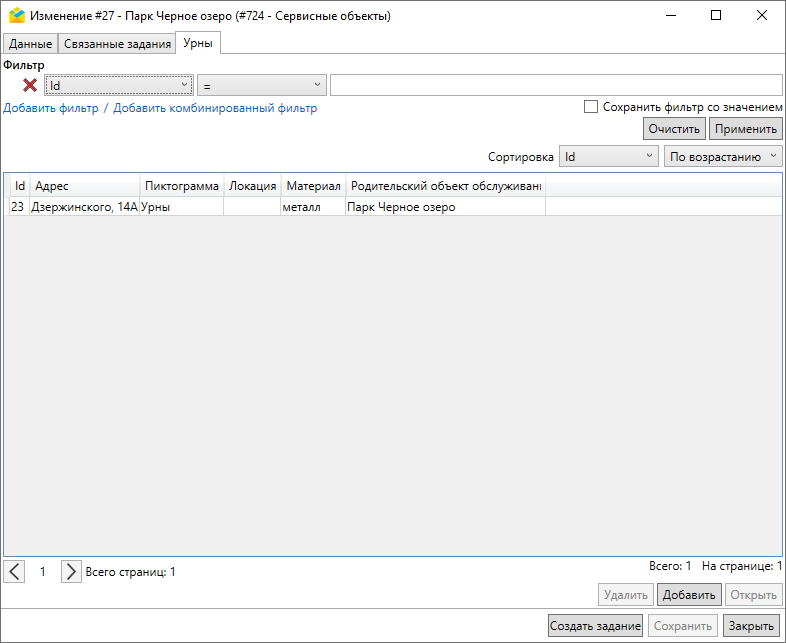 Изменение #27 - Парк Черное озеро (#724 - Сервисные объекты)
Данные Связанные задания Урны
Фильтр
Id =
Добавить фильтр / Добавить комбинированный фильтр
Сохранить фильтр со значением
Очистить Применить
Сортировка Id По возрастанию
Id Адрес Пиктограмма Локация Материал Родительский объект обслуживан
23 Дзержинского, 14А Урны металл Парк Черное озеро
1 Всего страниц: 1
Всего: 1 На странице: 1
Удалить Добавить Открыть
Создать задание Сохранить Закрыть